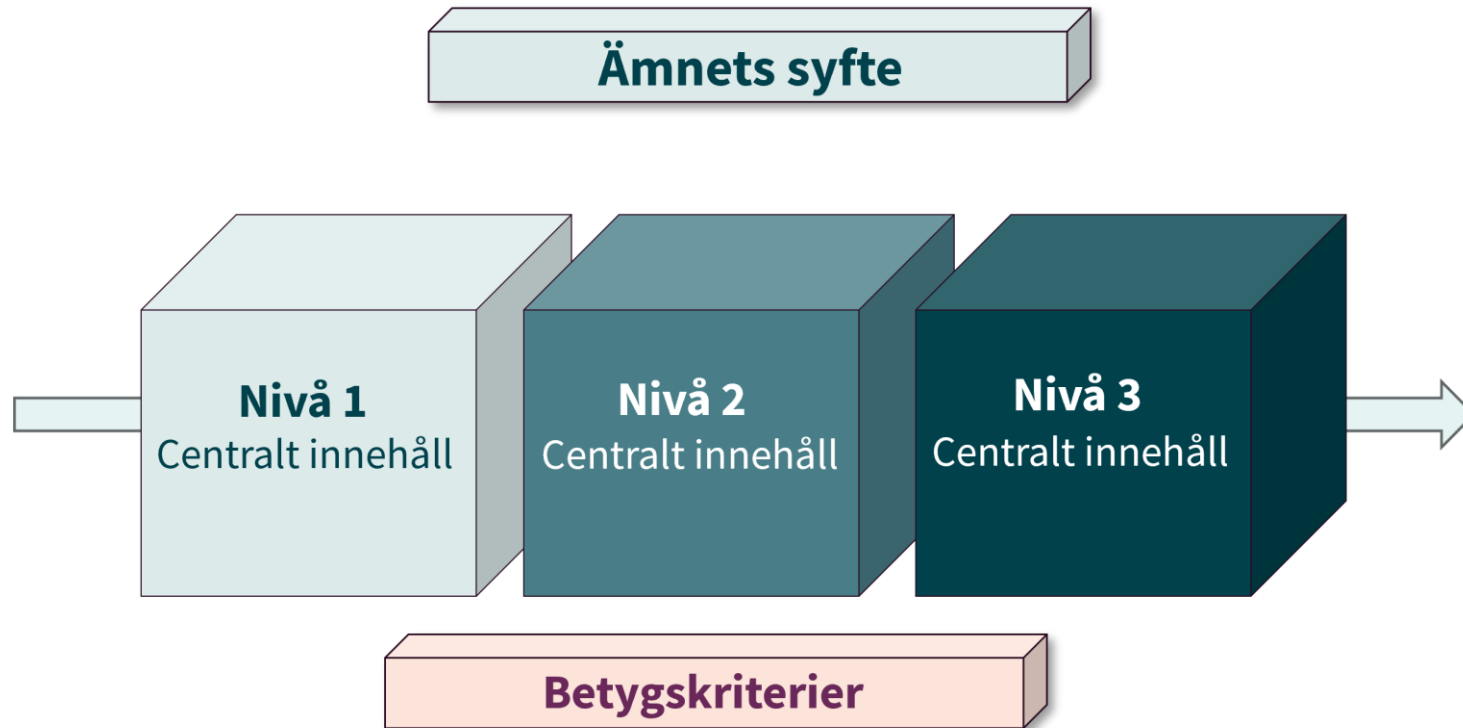 Ämnets syfte
Nivå 1
Centralt innehåll
Nivå 2
Centralt innehåll
Nivå 3
Centralt innehåll
Betygskriterier